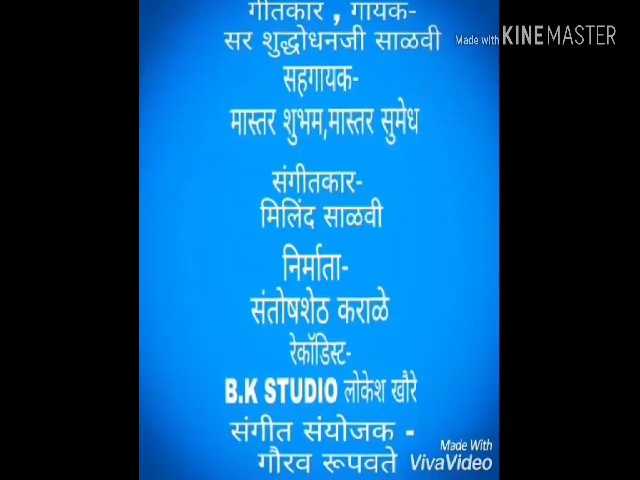 गीतकार , गायक-
सर शुद्धोधनजी साळवी
Made with KINEMASTER
सहगायक-
मास्तर शुभम,मास्तर सुमेध
संगीतकार-
मिलिंद साळवी
निर्माता-
संतोषशेठ कराळे
रेकॉडिस्ट-
B.K STUDIO लोकेश खौरे
संगीत संयोजक -
गौरव रूपवते
Made With
VivaVideo